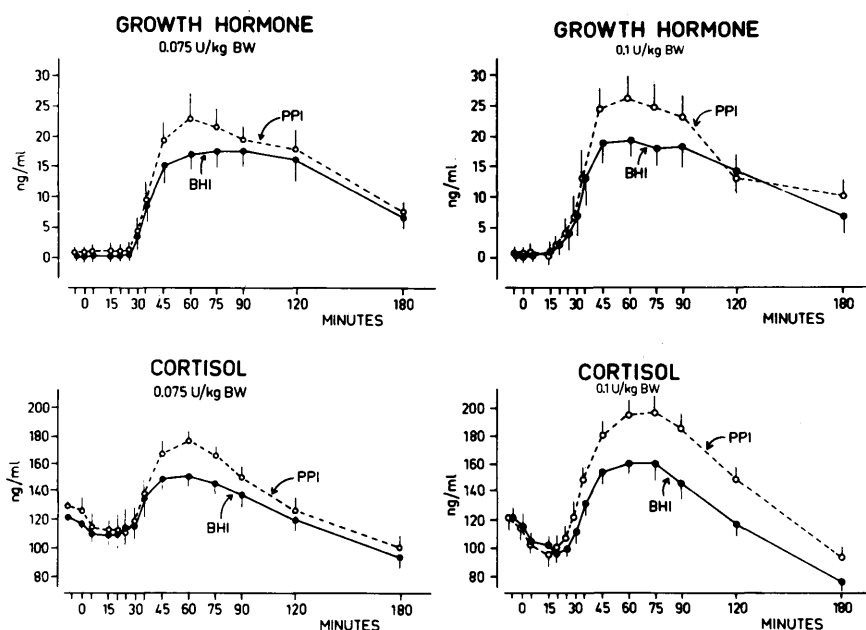 GROWTH HORMONE
0.075 U/kg BW
30
25
20
15
10
5
0
ng/ml
PPI
BHI
0 15 30 45 60 75 90 120 180
MINUTES
GROWTH HORMONE
0.1 U/kg BW
30
25
20
15
10
5
0
ng/ml
PPI
BHI
0 15 30 45 60 75 90 120 180
MINUTES
CORTISOL
0.075 U/kg BW
200
180
160
140
120
100
80
ng/ml
PPI
BHI
0 15 30 45 60 75 90 120 180
MINUTES
CORTISOL
0.1 U/kg BW
200
180
160
140
120
100
80
ng/ml
PPI
BHI
0 15 30 45 60 75 90 120 180
MINUTES